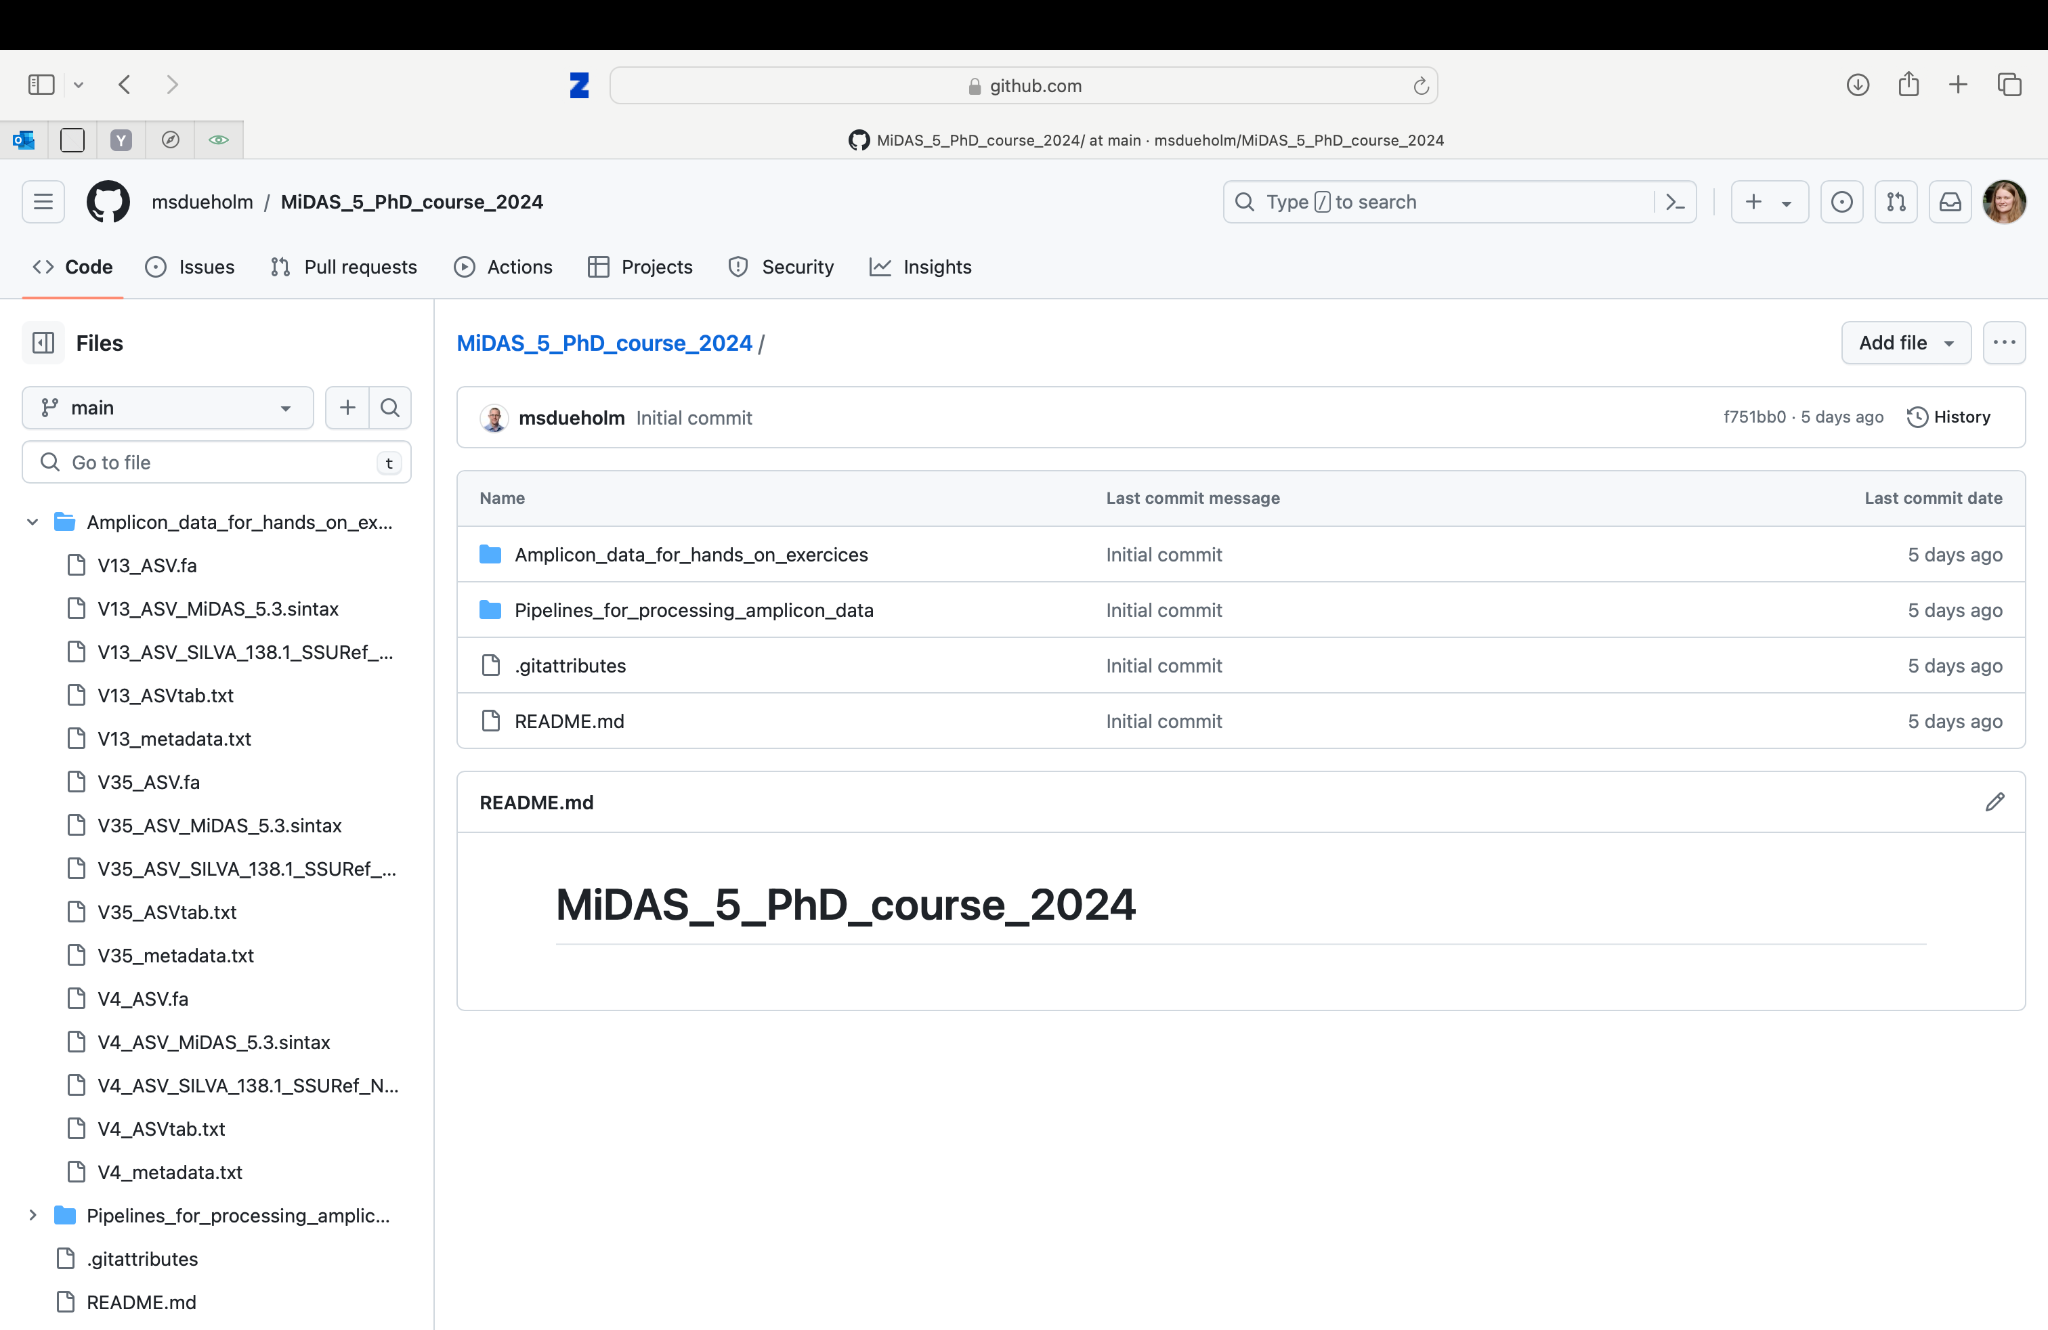 github.com
Y
MiDAS_5_PhD_course_2024/ at main · msdueholm/MiDAS_5_PhD_course_2024
msdueholm / MiDAS_5_PhD_course_2024
Type / to search
Code Issues Pull requests Actions Projects Security Insights
Files
main
Go to file t
Amplicon_data_for_hands_on_ex...
V13_ASV.fa
V13_ASV_MiDAS_5.3.sintax
V13_ASV_SILVA_138.1_SSURef_...
V13_ASVtab.txt
V13_metadata.txt
V35_ASV.fa
V35_ASV_MiDAS_5.3.sintax
V35_ASV_SILVA_138.1_SSURef_...
V35_ASVtab.txt
V35_metadata.txt
V4_ASV.fa
V4_ASV_MiDAS_5.3.sintax
V4_ASV_SILVA_138.1_SSURef_N...
V4_ASVtab.txt
V4_metadata.txt
Pipelines_for_processing_amplic...
.gitattributes
README.md
MiDAS_5_PhD_course_2024 /
Add file
msdueholm Initial commit f751bb0 · 5 days ago History
Name Last commit message Last commit date
Amplicon_data_for_hands_on_exercices Initial commit 5 days ago
Pipelines_for_processing_amplicon_data Initial commit 5 days ago
.gitattributes Initial commit 5 days ago
README.md Initial commit 5 days ago
README.md
MiDAS_5_PhD_course_2024